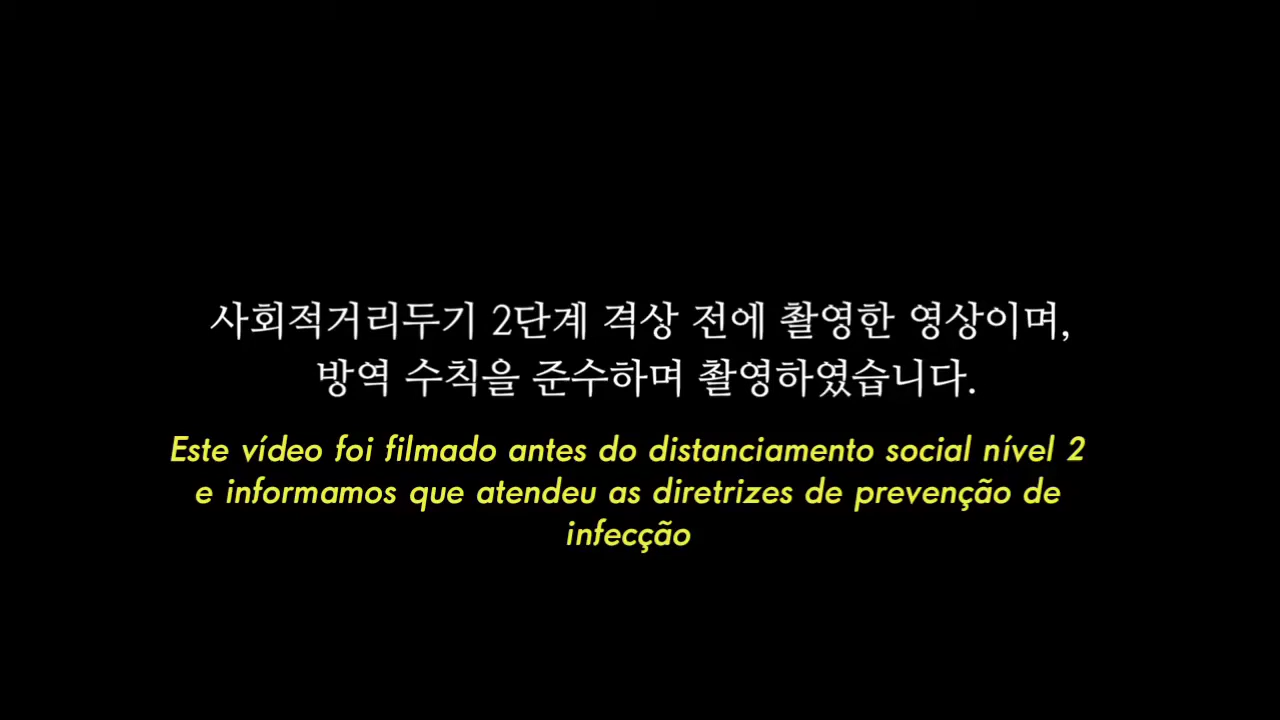 사회적거리두기 2단계 격상 전에 촬영한 영상이며,
방역 수칙을 준수하며 촬영하였습니다.
Este vídeo foi filmado antes do distanciamento social nível 2
e informamos que atendeu as diretrizes de prevenção de
infecção